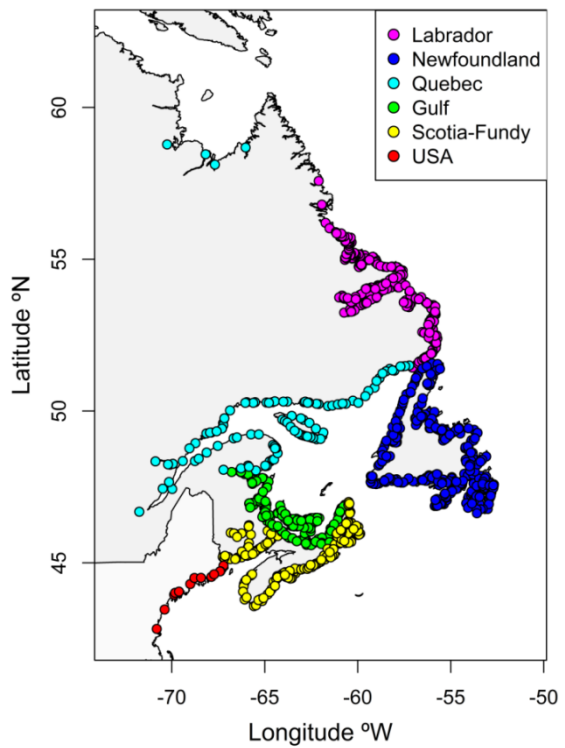 Labrador
Newfoundland
Quebec
Gulf
Scotia-Fundy
USA
60
55
50
45
Latitude ºN
-70 -65 -60 -55 -50
Longitude ºW